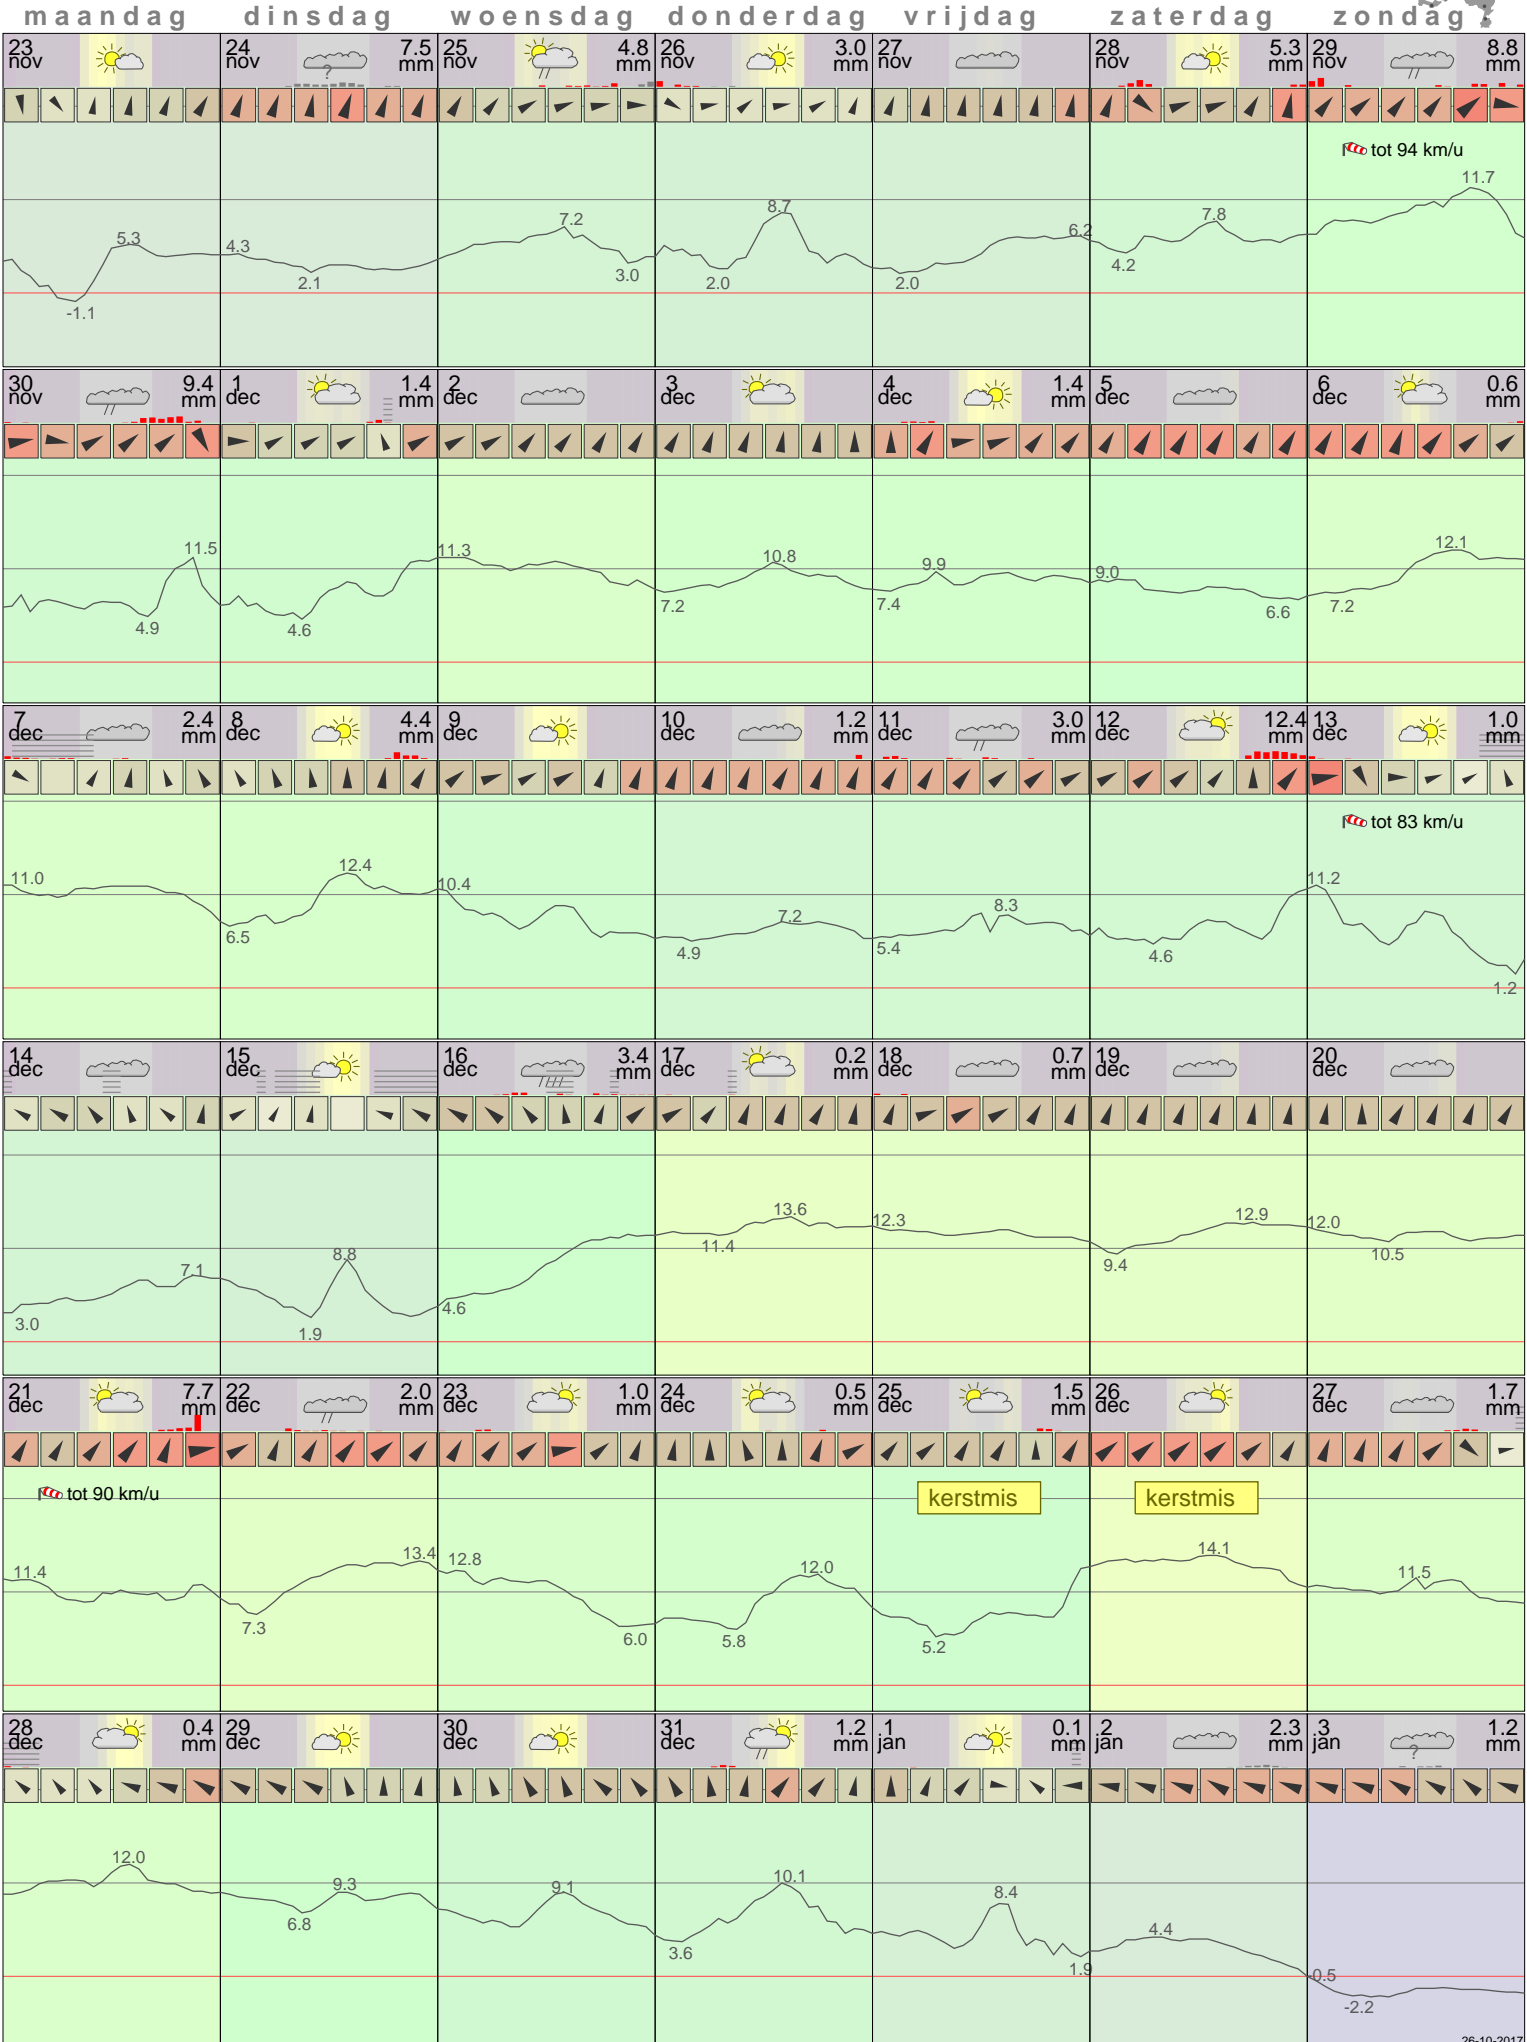 maandag dinsdag woensdag donderdag vrijdag zaterdag zondag
23 24 7.5 25 4.8 26 3.0 27 28 5.3 29 8.8
nov nov mm nov mm nov mm nov nov mm nov mm
?
tot 94 km/u
11.7
8.7
7.2 7.8
5.3 4.3 6.2
-1.1 2.1 3.0 2.0 2.0 4.2
30 9.4 1 1.4 2 3 4 1.4 5 6 0.6
nov mm dec mm dec dec dec mm dec dec mm
11.5 11.3 10.8 9.9 9.0 12.1
4.9 4.6 7.2 7.4 6.6 7.2
7 2.4 8 4.4 9 10 1.2 11 3.0 12 12.4 13 1.0
dec mm dec mm dec dec mm dec mm dec mm dec mm
tot 83 km/u
11.0 12.4 10.4 7.2 8.3 11.2
6.5 4.9 5.4 4.6 1.2
14 15 16 3.4 17 0.2 18 0.7 19 20
dec dec dec mm dec mm dec mm dec dec
7.1 8.8 13.6 12.3 12.9 12.0
3.0 1.9 4.6 11.4 9.4 10.5
21 7.7 22 2.0 23 1.0 24 0.5 25 1.5 26 27 1.7
dec mm dec mm dec mm dec mm dec mm dec dec mm
tot 90 km/u kerstmis kerstmis
11.4 13.4 12.8 12.0 14.1 11.5
7.3 6.0 5.8 5.2
28 0.4 29 30 31 1.2 1 0.1 2 2.3 3 1.2
dec mm dec dec dec mm jan mm jan mm jan mm
?
12.0 9.3 9.1 10.1 8.4 4.4
6.8 3.6 1.9 -0.5
-2.2
26-10-2017